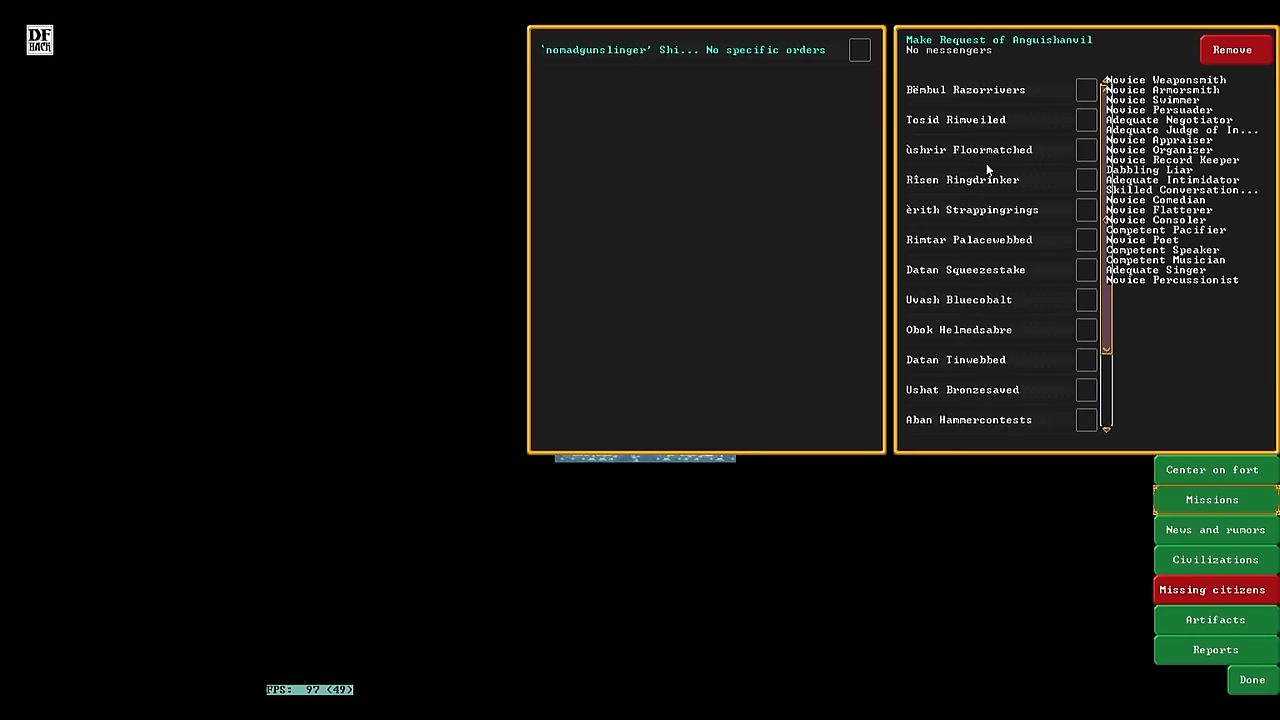 DF
HACK
`nomadgunslinger' Shi... No specific orders
Make Request of Anguishanvil
No messengers
Remove
Bëmbul Razorrivers
Tosid Rimveiled
ùshrir Floormatched
Rîsen Ringdrinker
èrith Strappingrings
Rimtar Palacewebbed
Datan Squeezestake
Uvash Bluecobalt
Obok Helmedsabre
Datan Tinwebbed
Ushat Bronzesaved
Aban Hammercontests
Novice Weaponsmith
Novice Armorsmith
Novice Swimmer
Novice Persuader
Adequate Negotiator
Adequate Judge of In...
Novice Appraiser
Novice Organizer
Novice Record Keeper
Dabbling Liar
Adequate Intimidator
Skilled Conversation...
Novice Comedian
Novice Flatterer
Novice Consoler
Competent Pacifier
Novice Poet
Competent Speaker
Competent Musician
Adequate Singer
Novice Percussionist
Center on fort
Missions
News and rumors
Civilizations
Missing citizens
Artifacts
Reports
Done
FPS: 97 (49)